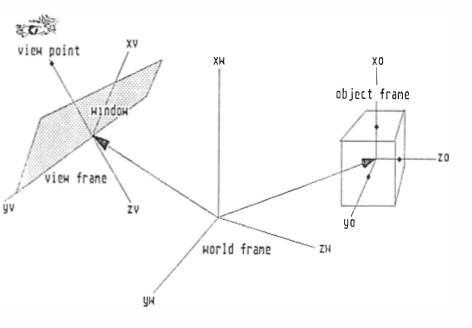 view point
xv
window
view frame
yv
zv
xw
world frame
zw
yw
xo
object frame
zo
yo